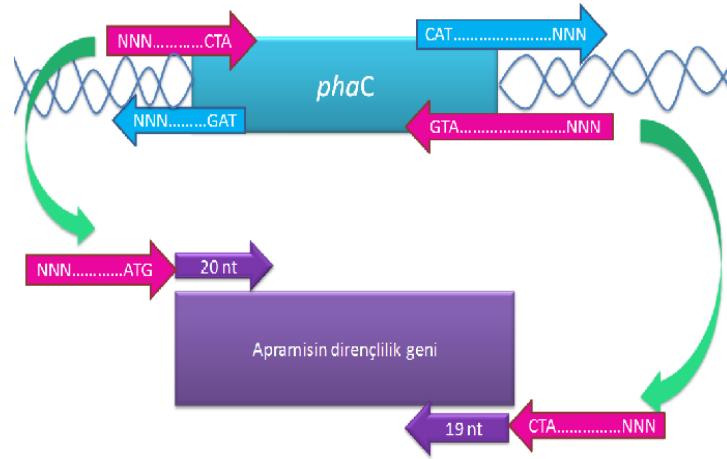 NNN............CTA
CAT......................NNN
phaC
NNN.........GAT
GTA......................NNN
NNN............ATG
20 nt
Apramisin dirençlilik geni
19 nt
CTA...............NNN